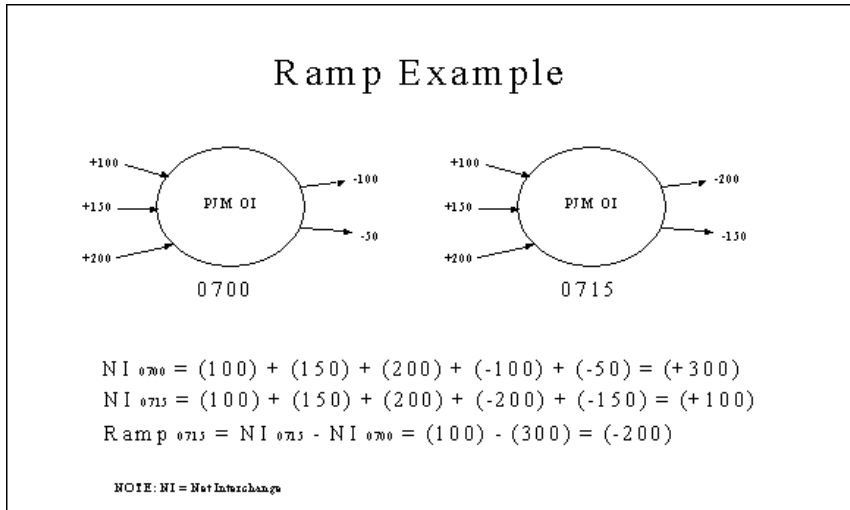 Ramp Example
+100
+150
+200
PJM OI
-100
-50
0700
+100
+150
+200
PJM OI
-200
-150
0715
NI 0700 = (100) + (150) + (200) + (-100) + (-50) = (+300)
NI 0715 = (100) + (150) + (200) + (-200) + (-150) = (+100)
Ramp 0715 = NI 0715 - NI 0700 = (100) - (300) = (-200)
NOTE: NI = Net Interchange